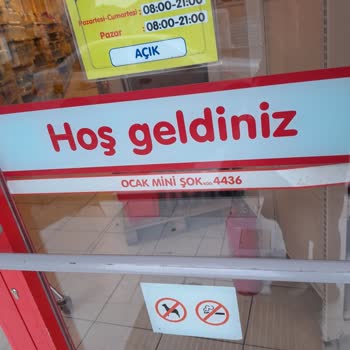 Pazartesi-Cumartesi : 08:00-21:00
Pazar : 08:00-21:00
AÇIK
Hoş geldiniz
OCAK MİNİ ŞOK KOD: 4436